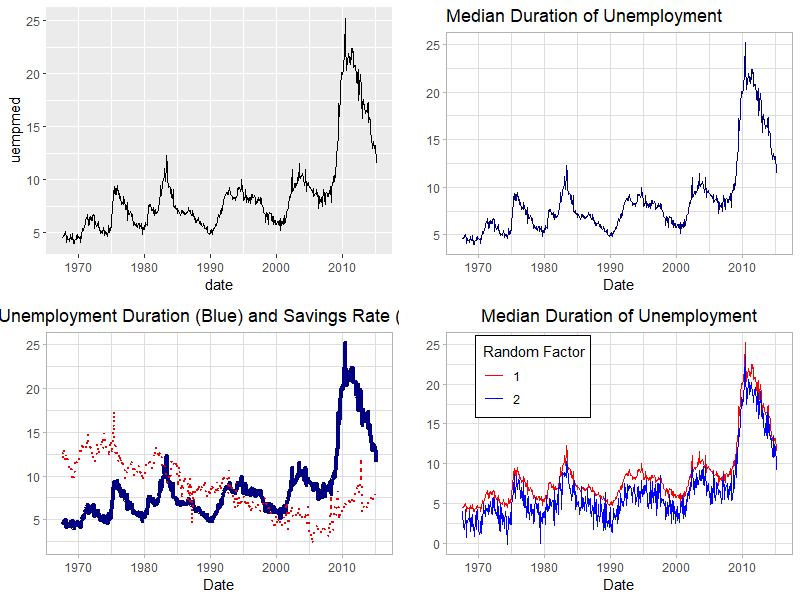 25
20
15
10
5
uempmed
1970 1980 1990 2000 2010
date
Median Duration of Unemployment
25
20
15
10
5
1970 1980 1990 2000 2010
Date
Unemployment Duration (Blue) and Savings Rate (
25
20
15
10
5
1970 1980 1990 2000 2010
Date
Median Duration of Unemployment
Random Factor
1
2
25
20
15
10
5
0
1970 1980 1990 2000 2010
Date